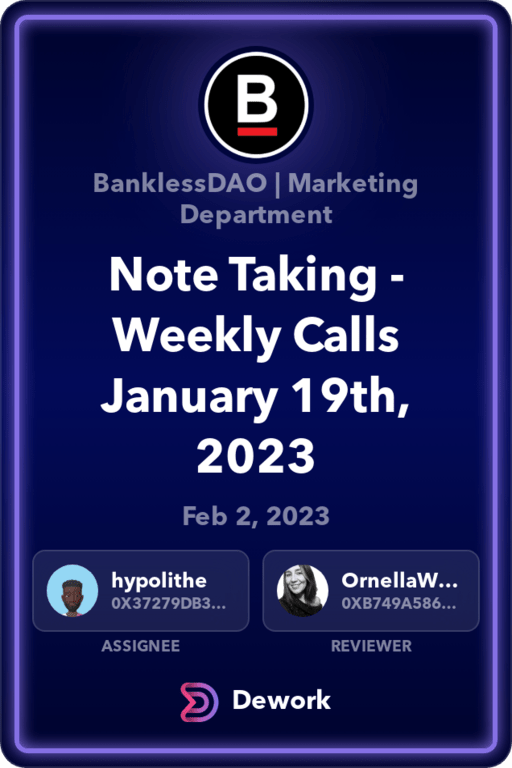 B
BanklessDAO | Marketing
Department
Note Taking -
Weekly Calls
January 19th,
2023
Feb 2, 2023
hypolithe
0X37279DB3...
ASSIGNEE
OrnellaW...
0XB749A586...
REVIEWER
Dework